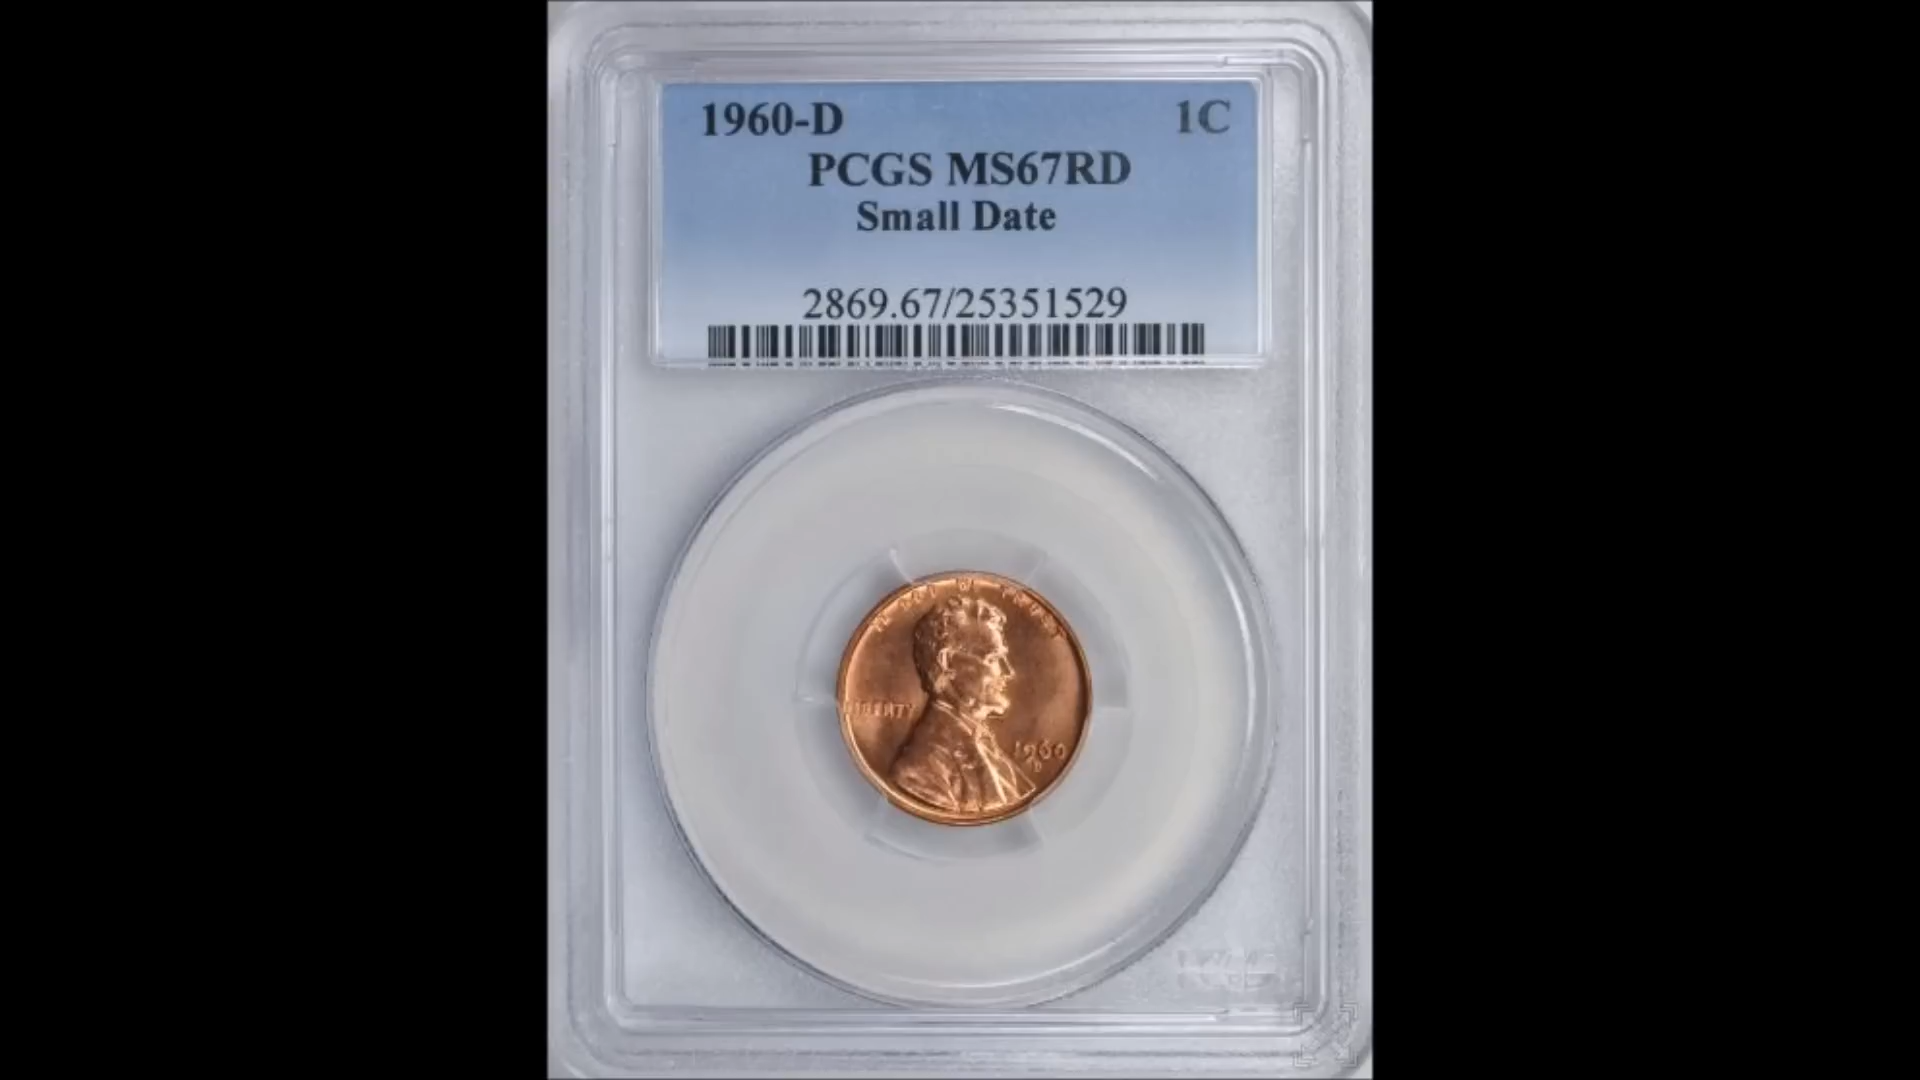 1960-D 1C
PCGS MS67RD
Small Date
2869.67/25351529
IN GOD WE TRUST
LIBERTY
1960
D